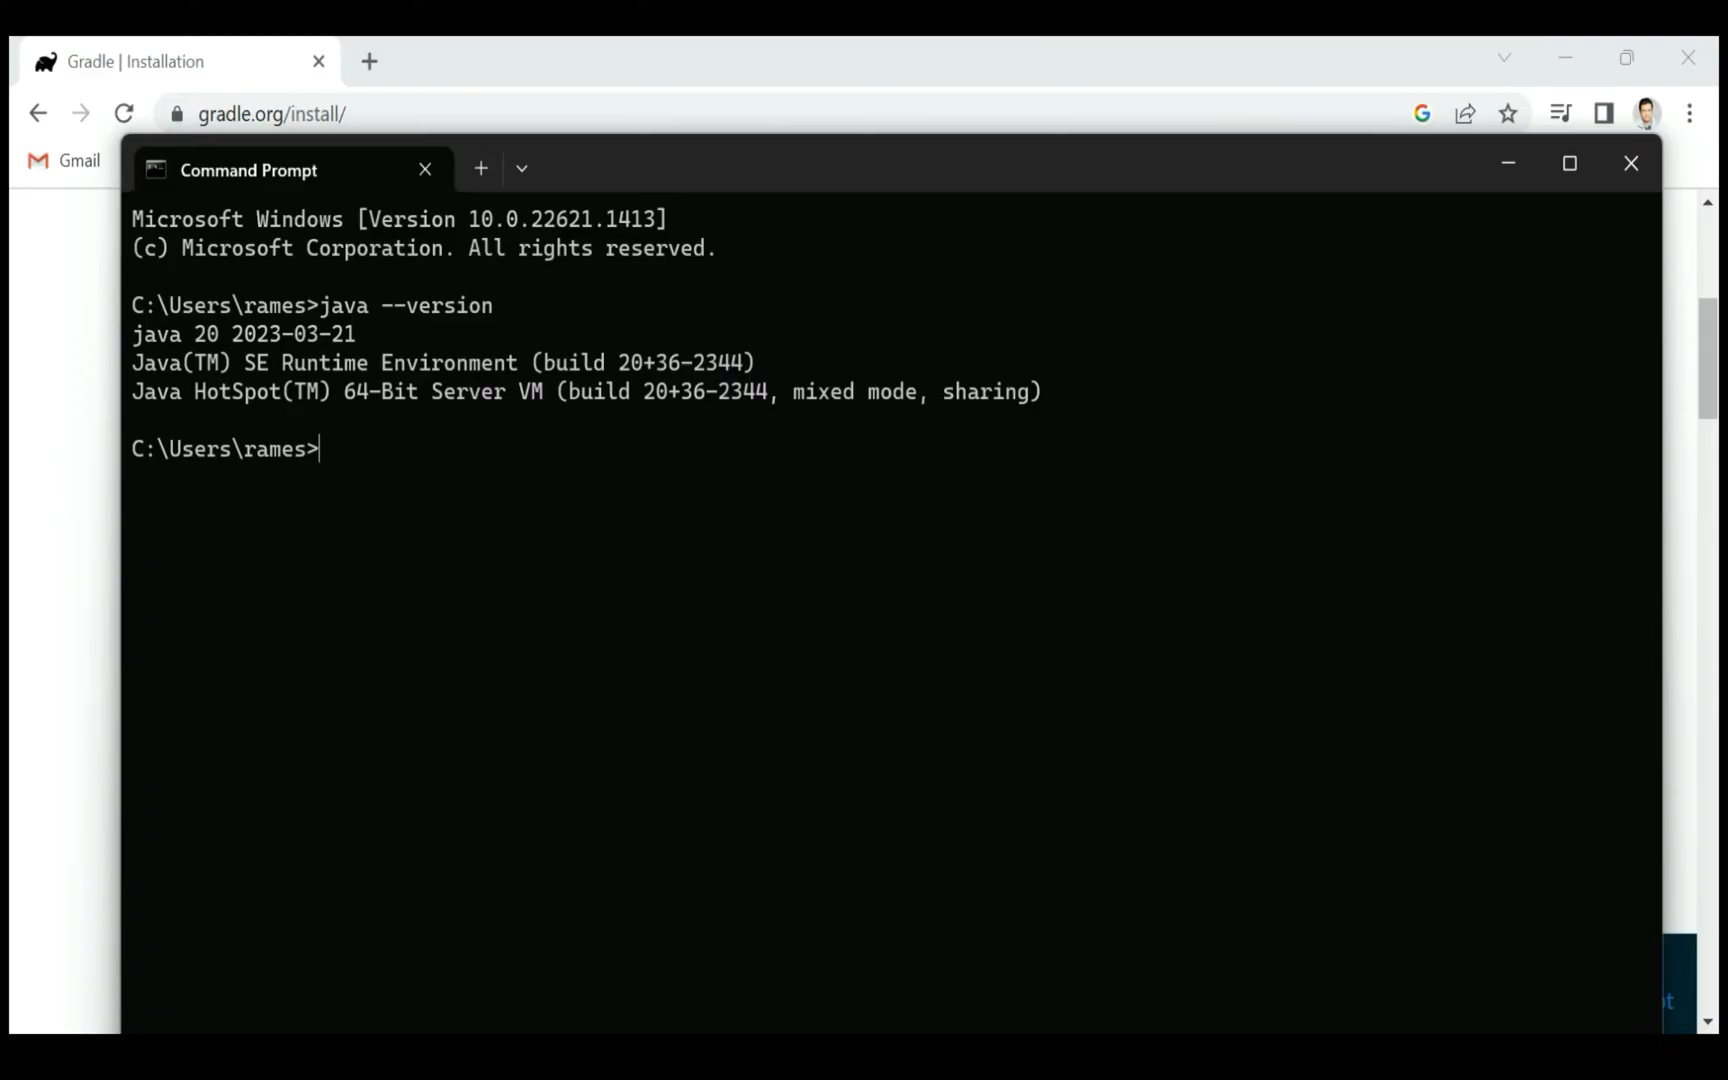 Gradle | Installation
gradle.org/install/
Gmail
Command Prompt
Microsoft Windows [Version 10.0.22621.1413]
(c) Microsoft Corporation. All rights reserved.
C:\Users\rames>java --version
java 20 2023-03-21
Java(TM) SE Runtime Environment (build 20+36-2344)
Java HotSpot(TM) 64-Bit Server VM (build 20+36-2344, mixed mode, sharing)
C:\Users\rames>